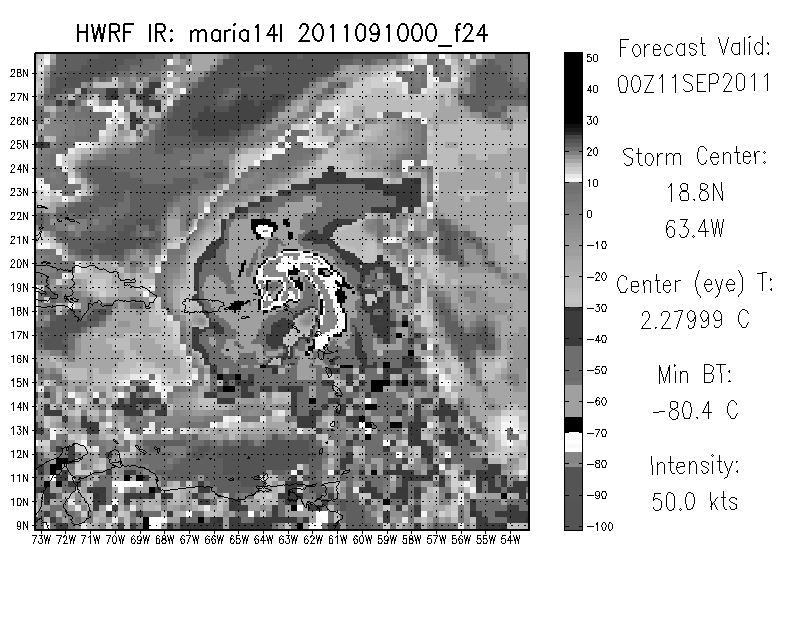 HWRF IR: maria14l 2011091000_f24
Forecast Valid:
00Z11SEP2011
Storm Center:
18.8N
63.4W
Center (eye) T:
2.27999 C
Min BT:
-80.4 C
Intensity:
50.0 kts
50
40
30
20
10
0
-10
-20
-30
-40
-50
-60
-70
-80
-90
-100
28N
27N
26N
25N
24N
23N
22N
21N
20N
19N
18N
17N
16N
15N
14N
13N
12N
11N
10N
9N
73W 72W 71W 70W 69W 68W 67W 66W 65W 64W 63W 62W 61W 60W 59W 58W 57W 56W 55W 54W